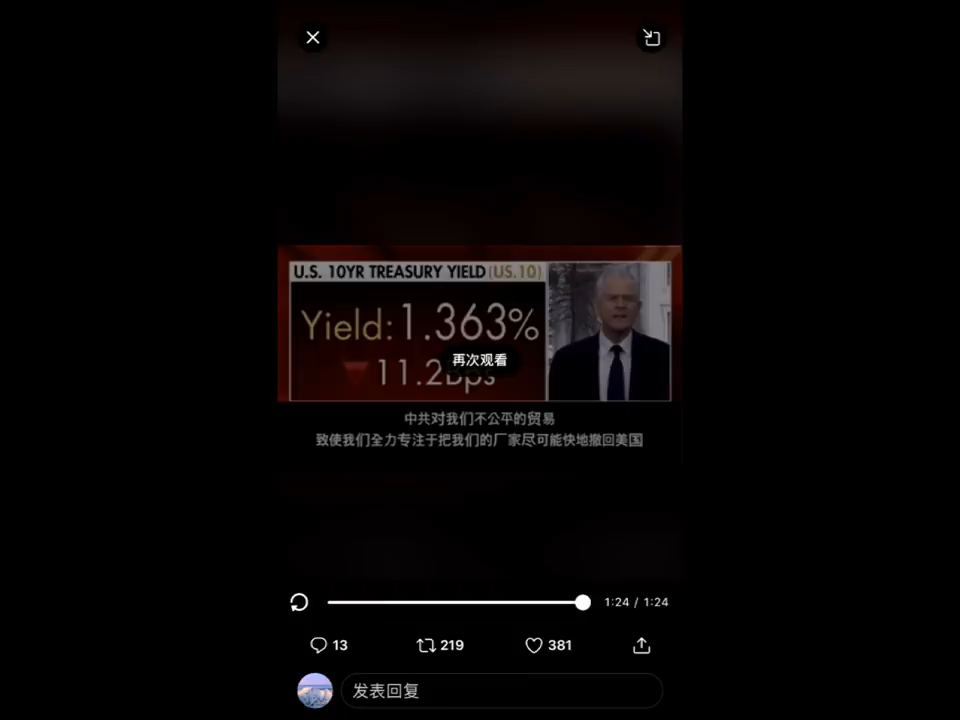 U.S. 10YR TREASURY YIELD (US.10)
Yield: 1.363%
再次观看
11.2Bps
中共对我们不公平的贸易
致使我们全力专注于把我们的厂家尽可能快地撤回美国
1:24 / 1:24
13
219
381
发表回复